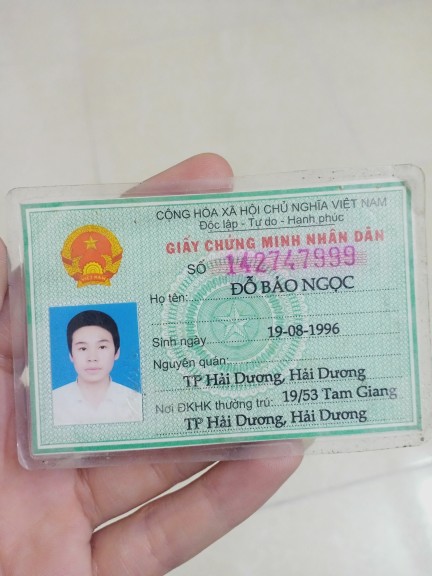 CỘNG HÒA XÃ HỘI CHỦ NGHĨA VIỆT NAM
Độc lập - Tự do - Hạnh phúc
GIẤY CHỨNG MINH NHÂN DÂN
SỐ 142747999
Họ tên: ĐỖ BẢO NGỌC
Sinh ngày 19-08-1996
Nguyên quán:
TP Hải Dương, Hải Dương
Nơi ĐKHK thường trú: 19/53 Tam Giang
TP Hải Dương, Hải Dương
VIỆT NAM